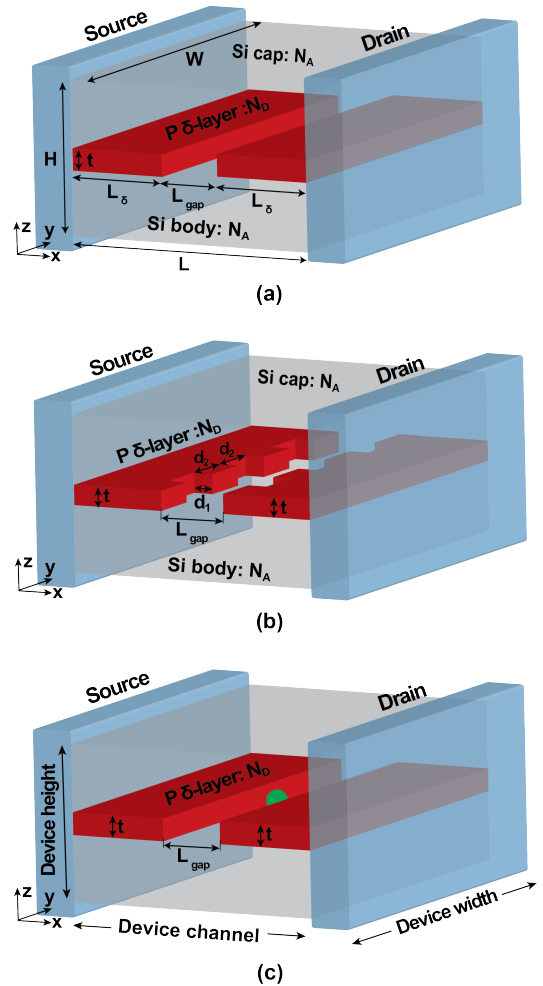 Source
W
Si cap: N_A
Drain
H
P δ-layer :N_D
t
L_δ
L_gap
L_δ
Si body: N_A
z
y
x
L
(a)
Source
Si cap: N_A
Drain
P δ-layer :N_D
d_2
d_2
t
d_1
t
L_gap
z
y
x
Si body: N_A
(b)
Source
Drain
Device height
P δ-layer: N_D
t
t
L_gap
z
y
x
Device channel
Device width
(c)